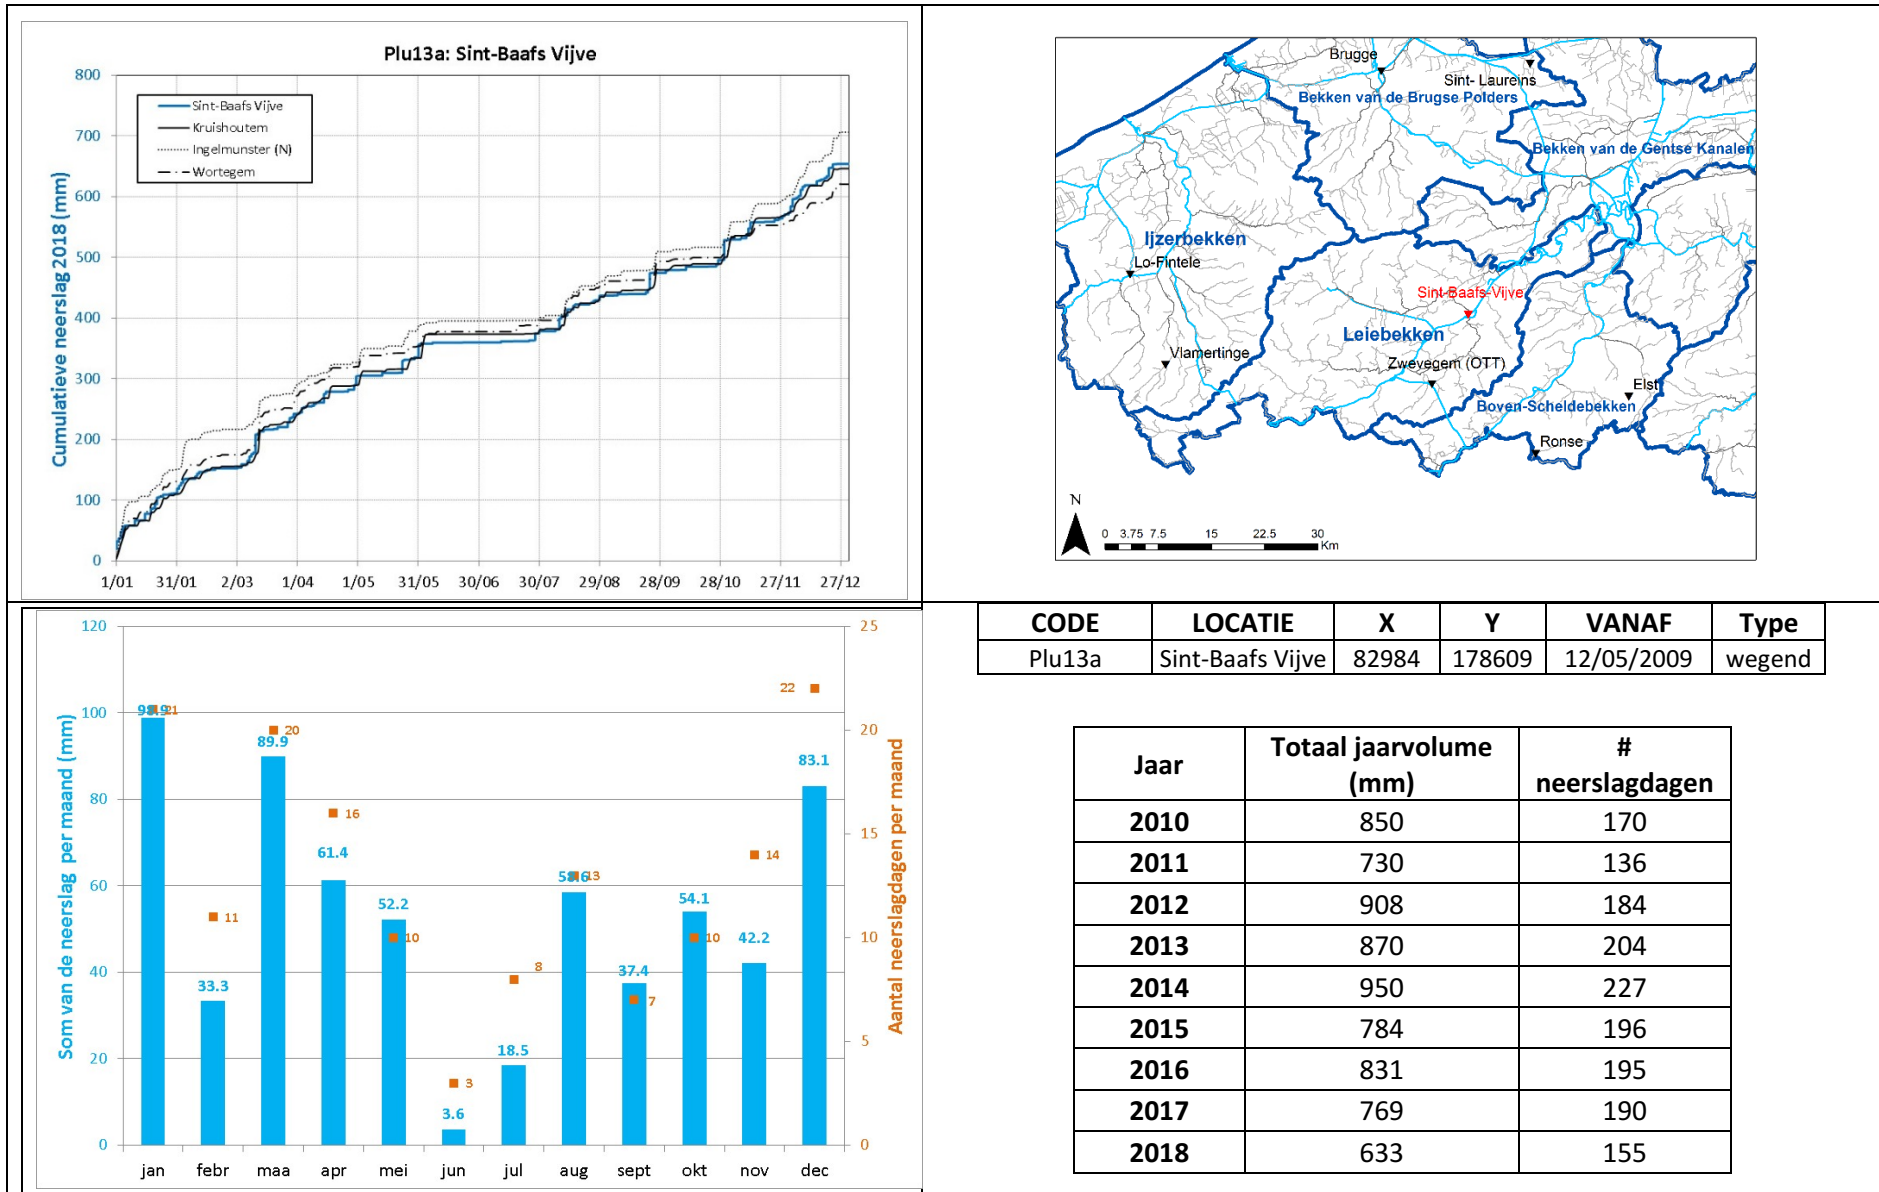 Plu13a: Sint-Baafs Vijve
Cumulatieve neerslag 2018 (mm)
800
700
600
500
400
300
200
100
0
Sint-Baafs Vijve
Kruishoutem
Ingelmunster (N)
Wortegem
1/01 31/01 2/03 1/04 1/05 31/05 30/06 30/07 29/08 28/09 28/10 27/11 27/12
Brugge
Sint- Laureins
Bekken van de Brugse Polders
Bekken van de Gentse Kanalen
Ijzerbekken
Lo-Fintele
Sint-Baafs-Vijve
Leiebekken
Vlamertinge
Zwevegem (OTT)
Elst
Boven-Scheldebekken
Ronse
N
0 3.75 7.5 15 22.5 30
Km
Som van de neerslag per maand (mm)
120
100
80
60
40
20
0
Aantal neerslagdagen per maand
25
20
15
10
5
0
98.9 33.3 89.9 61.4 52.2 3.6 18.5 58.6 37.4 54.1 42.2 83.1
21 11 20 16 10 3 8 13 7 10 14 22
jan febr maa apr mei jun jul aug sept okt nov dec
CODE LOCATIE X Y VANAF Type
Plu13a Sint-Baafs Vijve 82984 178609 12/05/2009 wegend
Jaar Totaal jaarvolume (mm) # neerslagdagen
2010 850 170
2011 730 136
2012 908 184
2013 870 204
2014 950 227
2015 784 196
2016 831 195
2017 769 190
2018 633 155